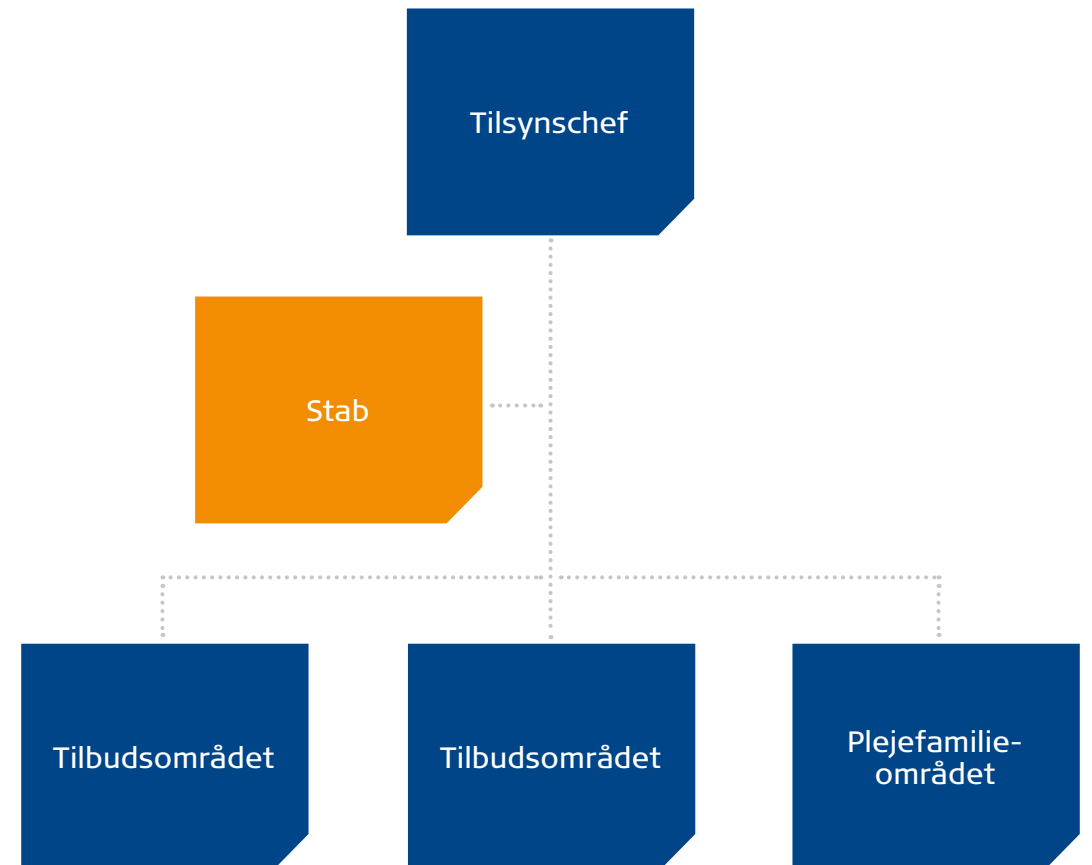 Tilsynschef
Stab
Tilbudsområdet
Tilbudsområdet
Plejefamilie-
området